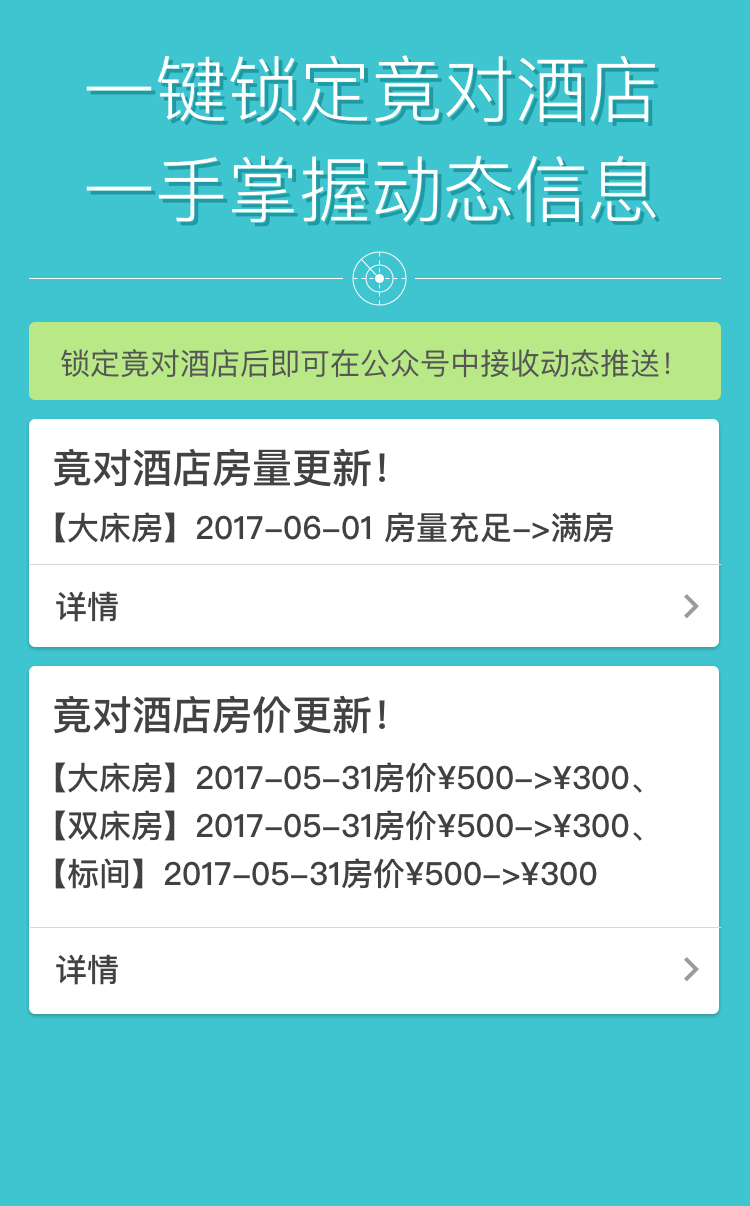 一键锁定竟对酒店
一手掌握动态信息
锁定竟对酒店后即可在公众号中接收动态推送！
竟对酒店房量更新！
【大床房】2017-06-01 房量充足->满房
详情
竟对酒店房价更新！
【大床房】2017-05-31房价¥500->¥300、
【双床房】2017-05-31房价¥500->¥300、
【标间】2017-05-31房价¥500->¥300
详情